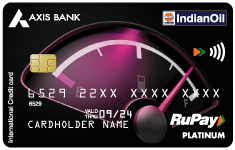 AXIS BANK
IndianOil
International Credit card
6529 22XX XXXX XXXX
6529
VALID THRU 09/24
CARDHOLDER NAME
RuPay
PLATINUM